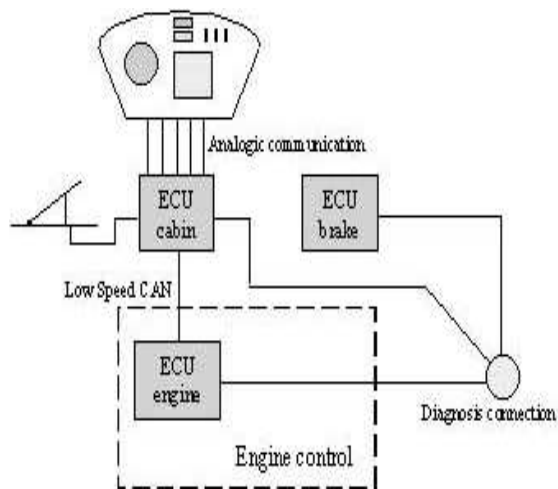 Analogic communication
ECU
cabin
ECU
brake
Low Speed CAN
ECU
engine
Diagnosis connection
Engine control